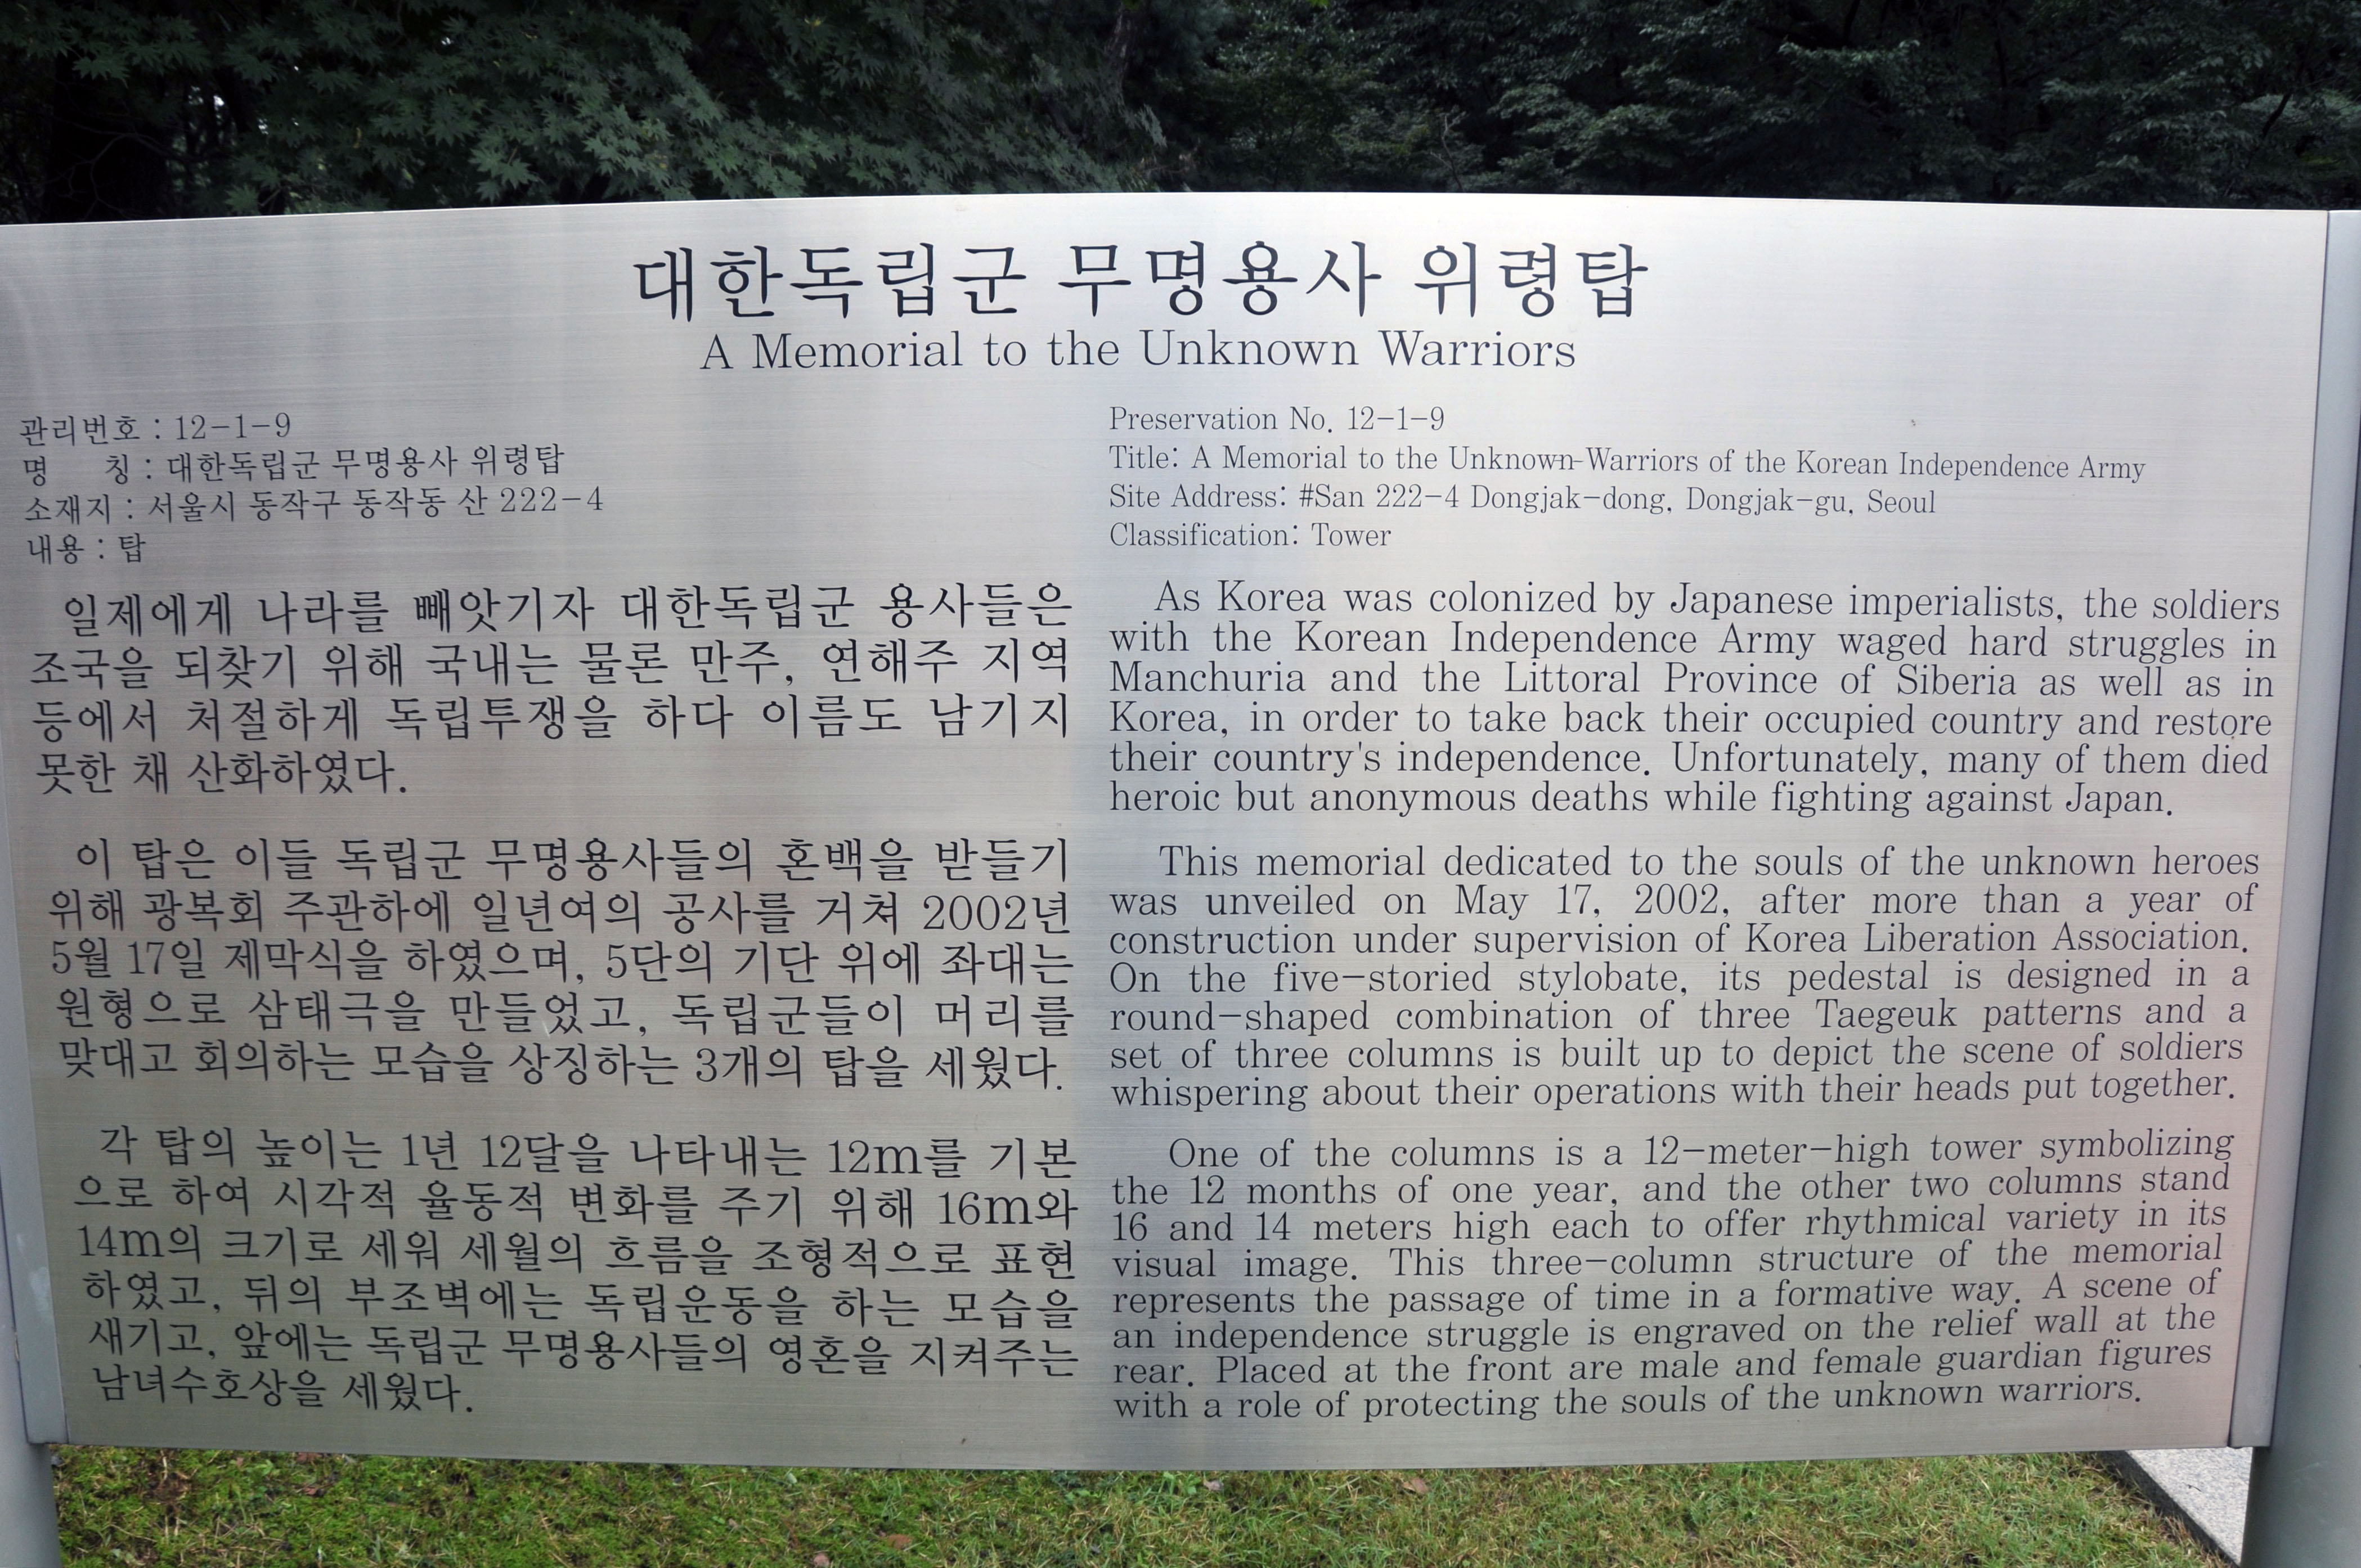 대한독립군 무명용사 위령탑
A Memorial to the Unknown Warriors
관리번호 : 12-1-9
명 칭 : 대한독립군 무명용사 위령탑
소재지 : 서울시 동작구 동작동 산 222-4
내용 : 탑
일제에게 나라를 빼앗기자 대한독립군 용사들은
조국을 되찾기 위해 국내는 물론 만주, 연해주 지역
등에서 처절하게 독립투쟁을 하다 이름도 남기지
못한 채 산화하였다.
이 탑은 이들 독립군 무명용사들의 혼백을 받들기
위해 광복회 주관하에 일년여의 공사를 거쳐 2002년
5월 17일 제막식을 하였으며, 5단의 기단 위에 좌대는
원형으로 삼태극을 만들었고, 독립군들이 머리를
맞대고 회의하는 모습을 상징하는 3개의 탑을 세웠다.
각 탑의 높이는 1년 12달을 나타내는 12m를 기본
으로 하여 시각적 율동적 변화를 주기 위해 16m와
14m의 크기로 세워 세월의 흐름을 조형적으로 표현
하였고, 뒤의 부조벽에는 독립운동을 하는 모습을
새기고, 앞에는 독립군 무명용사들의 영혼을 지켜주는
남녀수호상을 세웠다.
Preservation No. 12-1-9
Title: A Memorial to the Unknown-Warriors of the Korean Independence Army
Site Address: #San 222-4 Dongjak-dong, Dongjak-gu, Seoul
Classification: Tower
As Korea was colonized by Japanese imperialists, the soldiers
with the Korean Independence Army waged hard struggles in
Manchuria and the Littoral Province of Siberia as well as in
Korea, in order to take back their occupied country and restore
their country's independence. Unfortunately, many of them died
heroic but anonymous deaths while fighting against Japan.
This memorial dedicated to the souls of the unknown heroes
was unveiled on May 17, 2002, after more than a year of
construction under supervision of Korea Liberation Association.
On the five-storied stylobate, its pedestal is designed in a
round-shaped combination of three Taegeuk patterns and a
set of three columns is built up to depict the scene of soldiers
whispering about their operations with their heads put together.
One of the columns is a 12-meter-high tower symbolizing
the 12 months of one year, and the other two columns stand
16 and 14 meters high each to offer rhythmical variety in its
visual image. This three-column structure of the memorial
represents the passage of time in a formative way. A scene of
an independence struggle is engraved on the relief wall at the
rear. Placed at the front are male and female guardian figures
with a role of protecting the souls of the unknown warriors.